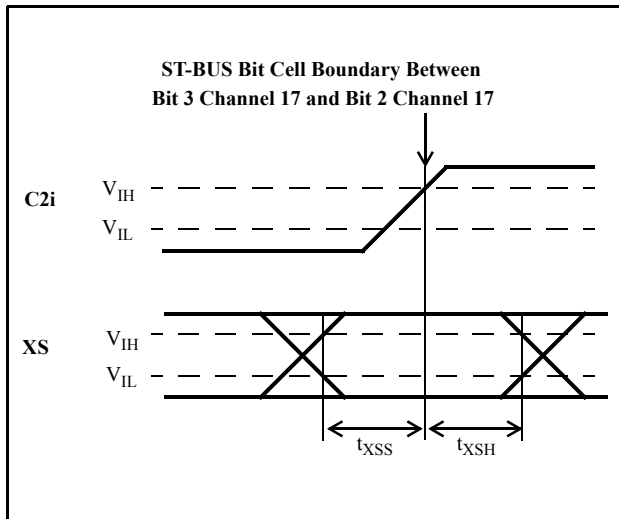 ST-BUS Bit Cell Boundary Between
Bit 3 Channel 17 and Bit 2 Channel 17
C2i
VIH
VIL
XS
VIH
VIL
tXSS
tXSH